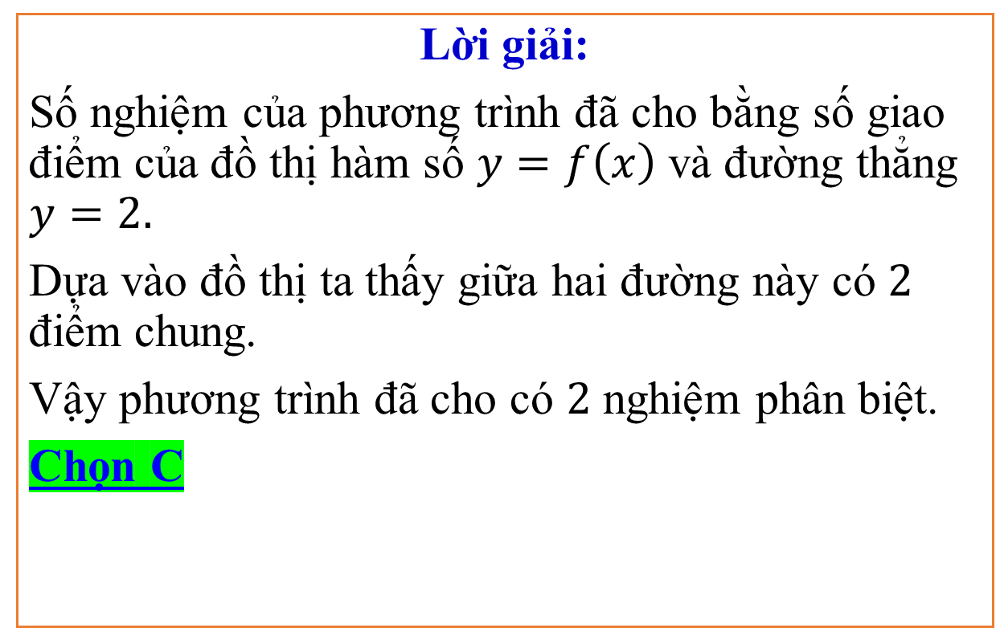 Lời giải:
Số nghiệm của phương trình đã cho bằng số giao
điểm của đồ thị hàm số y = f(x) và đường thẳng
y = 2.
Dựa vào đồ thị ta thấy giữa hai đường này có 2
điểm chung.
Vậy phương trình đã cho có 2 nghiệm phân biệt.
Chọn C